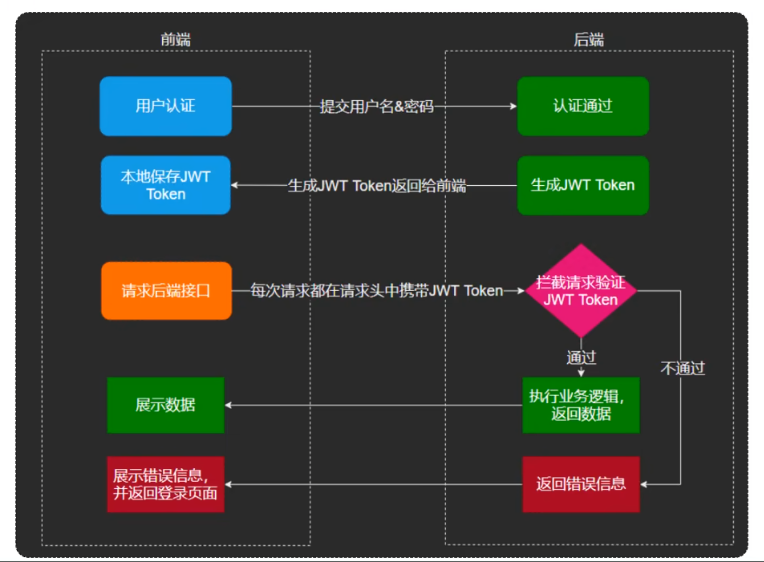 前端
后端
用户认证
提交用户名&密码
认证通过
本地保存JWT
Token
生成JWT Token返回给前端
生成JWT Token
请求后端接口
每次请求都在请求头中携带JWT Token
拦截请求验证
JWT Token
通过
不通过
展示数据
执行业务逻辑，
返回数据
展示错误信息，
并返回登录页面
返回错误信息